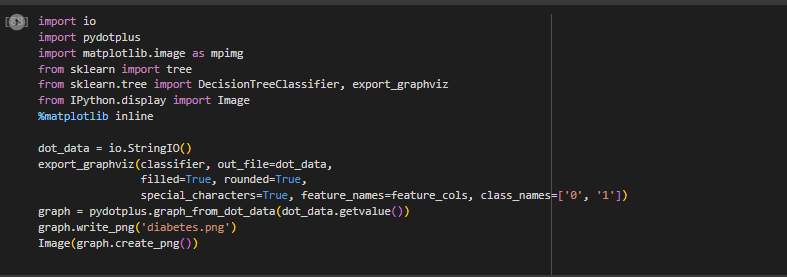 import io
import pydotplus
import matplotlib.image as mpimg
from sklearn import tree
from sklearn.tree import DecisionTreeClassifier, export_graphviz
from IPython.display import Image
%matplotlib inline

dot_data = io.StringIO()
export_graphviz(classifier, out_file=dot_data,
                filled=True, rounded=True,
                special_characters=True, feature_names=feature_cols, class_names=['0', '1'])
graph = pydotplus.graph_from_dot_data(dot_data.getvalue())
graph.write_png('diabetes.png')
Image(graph.create_png())